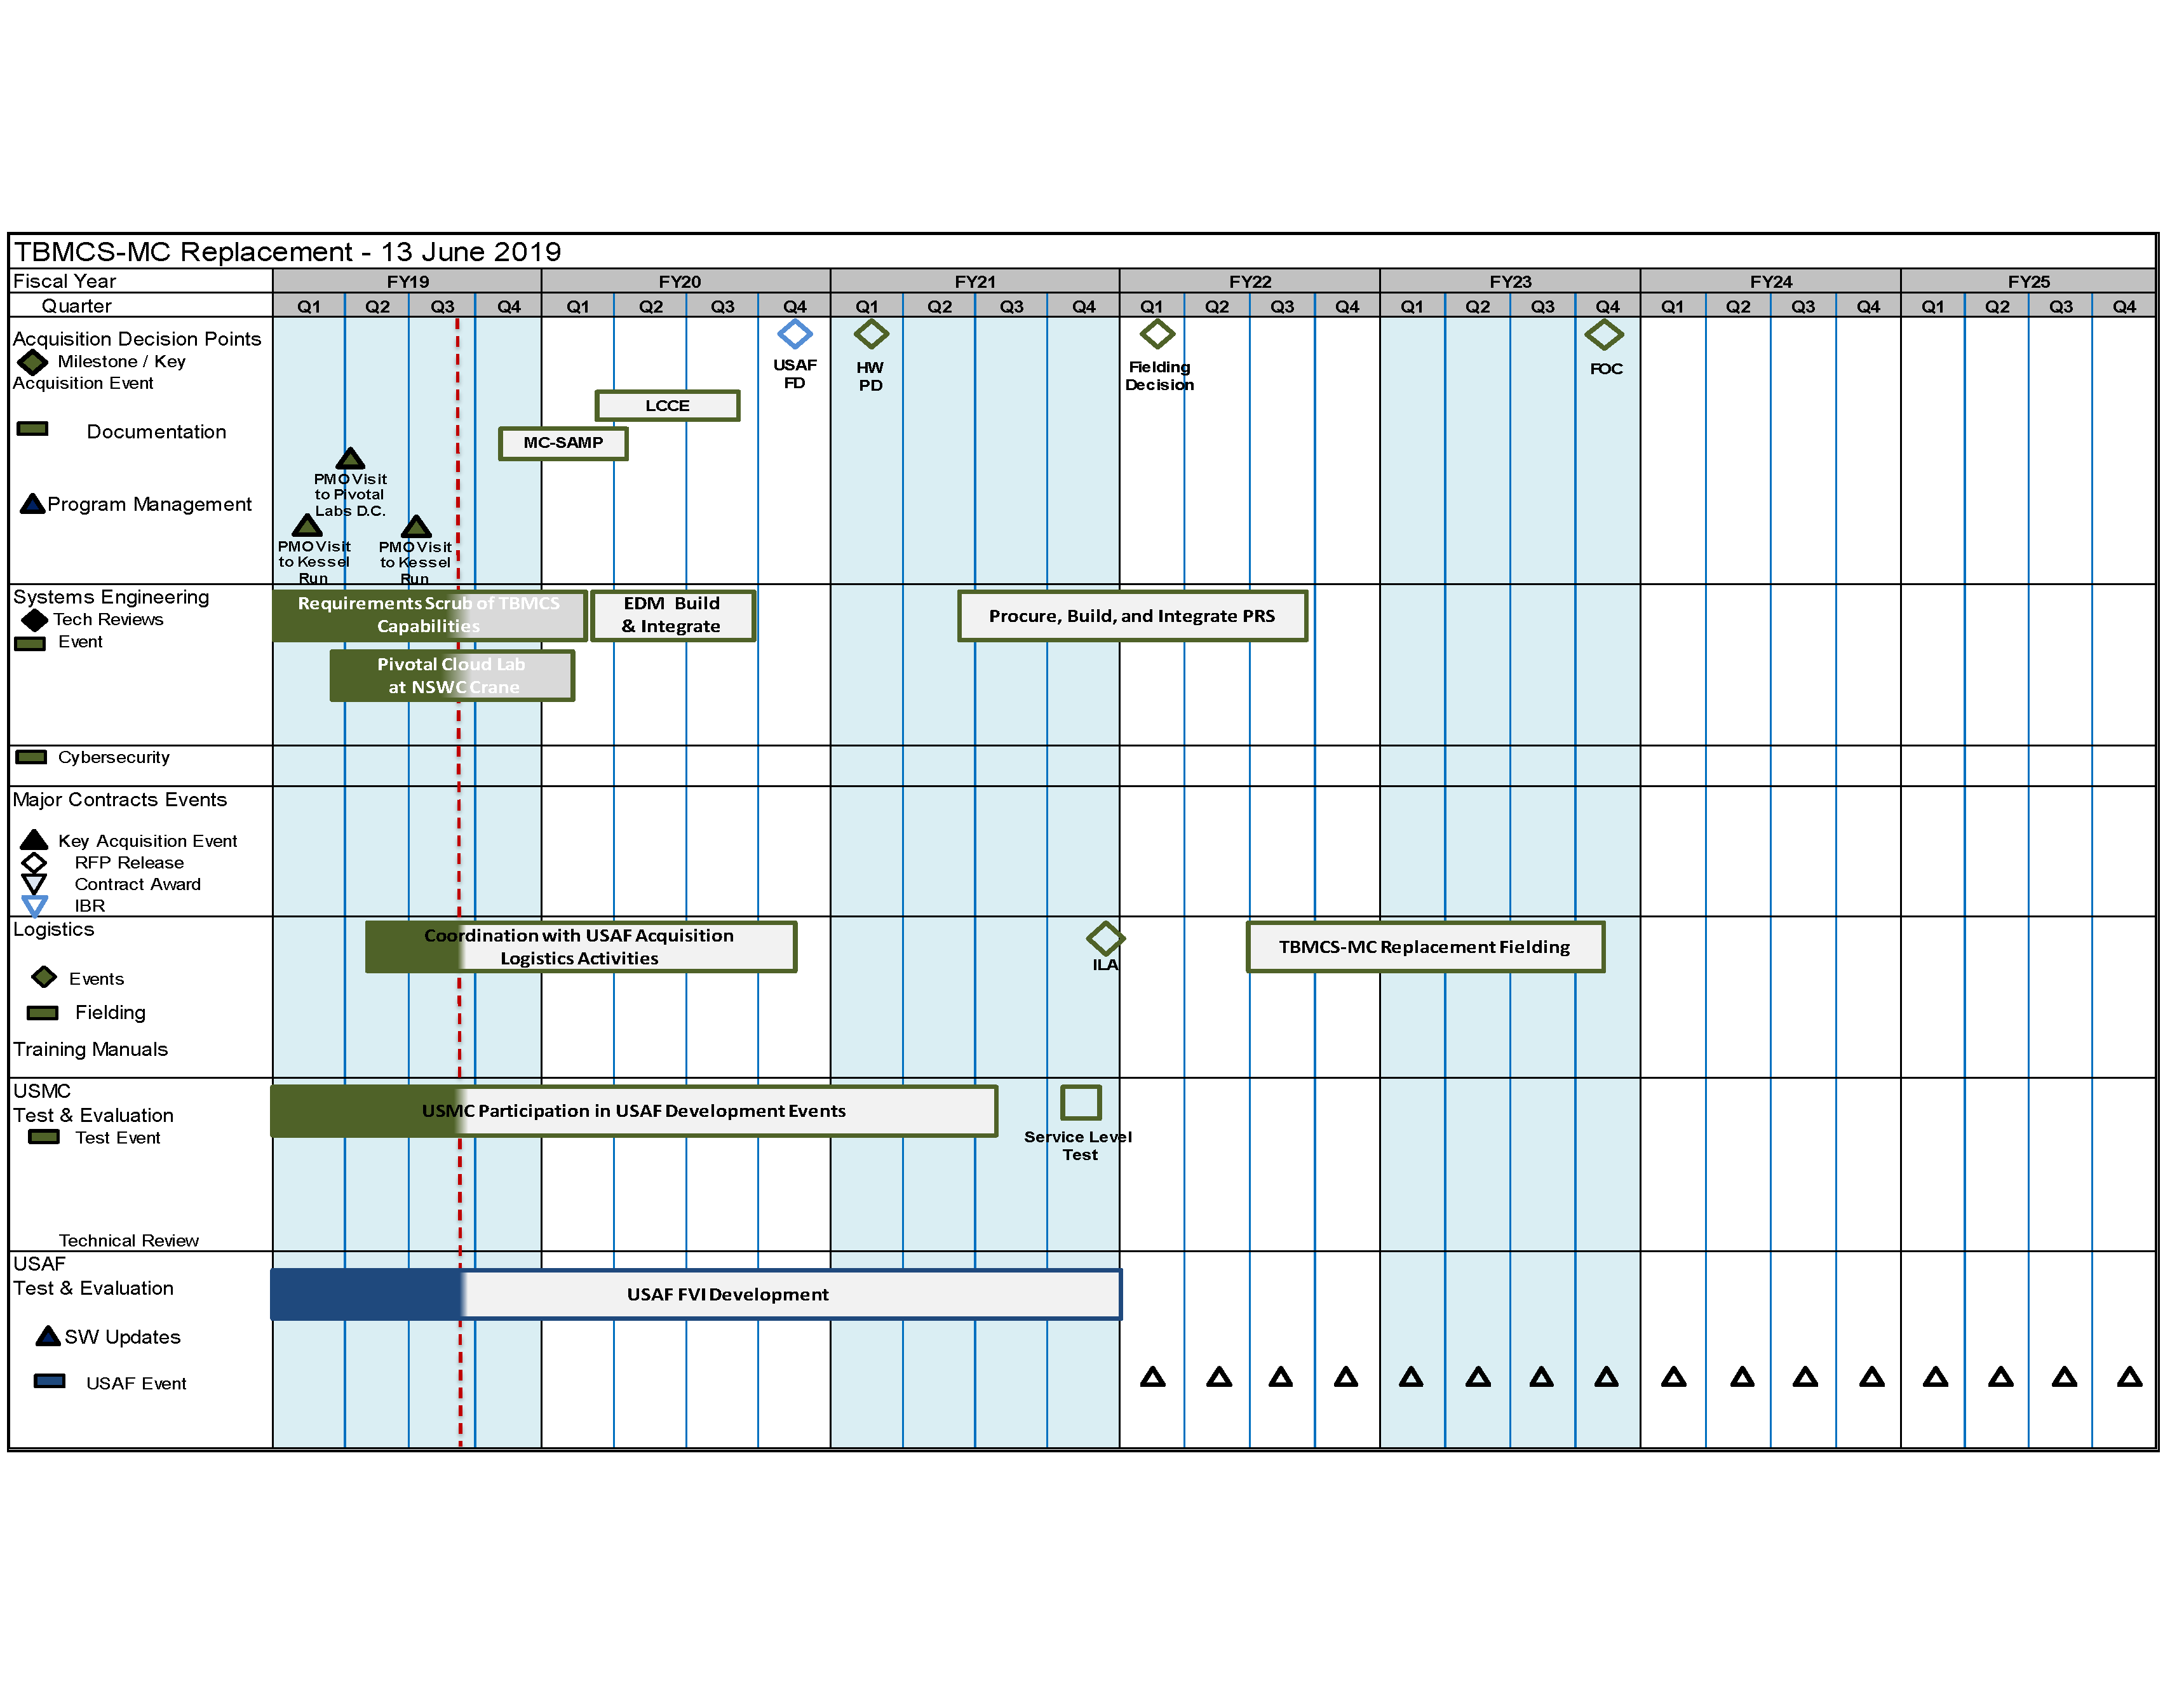 TBMCS-MC Replacement - 13 June 2019
Fiscal Year FY19 FY20 FY21 FY22 FY23 FY24 FY25
Quarter Q1 Q2 Q3 Q4 Q1 Q2 Q3 Q4 Q1 Q2 Q3 Q4 Q1 Q2 Q3 Q4 Q1 Q2 Q3 Q4 Q1 Q2 Q3 Q4 Q1 Q2 Q3 Q4
Acquisition Decision Points
Milestone / Key
Acquisition Event
Documentation
Program Management
USAF
FD
HW
PD
Fielding
Decision
FOC
LCCE
MC-SAMP
PMO Visit
to Pivotal
Labs D.C.
PMO Visit
to Kessel
Run
PMO Visit
to Kessel
Run
Systems Engineering
Tech Reviews
Event
Requirements Scrub of TBMCS
Capabilities
EDM Build
& Integrate
Procure, Build, and Integrate PRS
Pivotal Cloud Lab
at NSWC Crane
Cybersecurity
Major Contracts Events
Key Acquisition Event
RFP Release
Contract Award
IBR
Logistics
Events
Fielding
Training Manuals
Coordination with USAF Acquisition
Logistics Activities
ILA
TBMCS-MC Replacement Fielding
USMC
Test & Evaluation
Test Event
Technical Review
USMC Participation in USAF Development Events
Service Level
Test
USAF
Test & Evaluation
SW Updates
USAF Event
USAF FVI Development